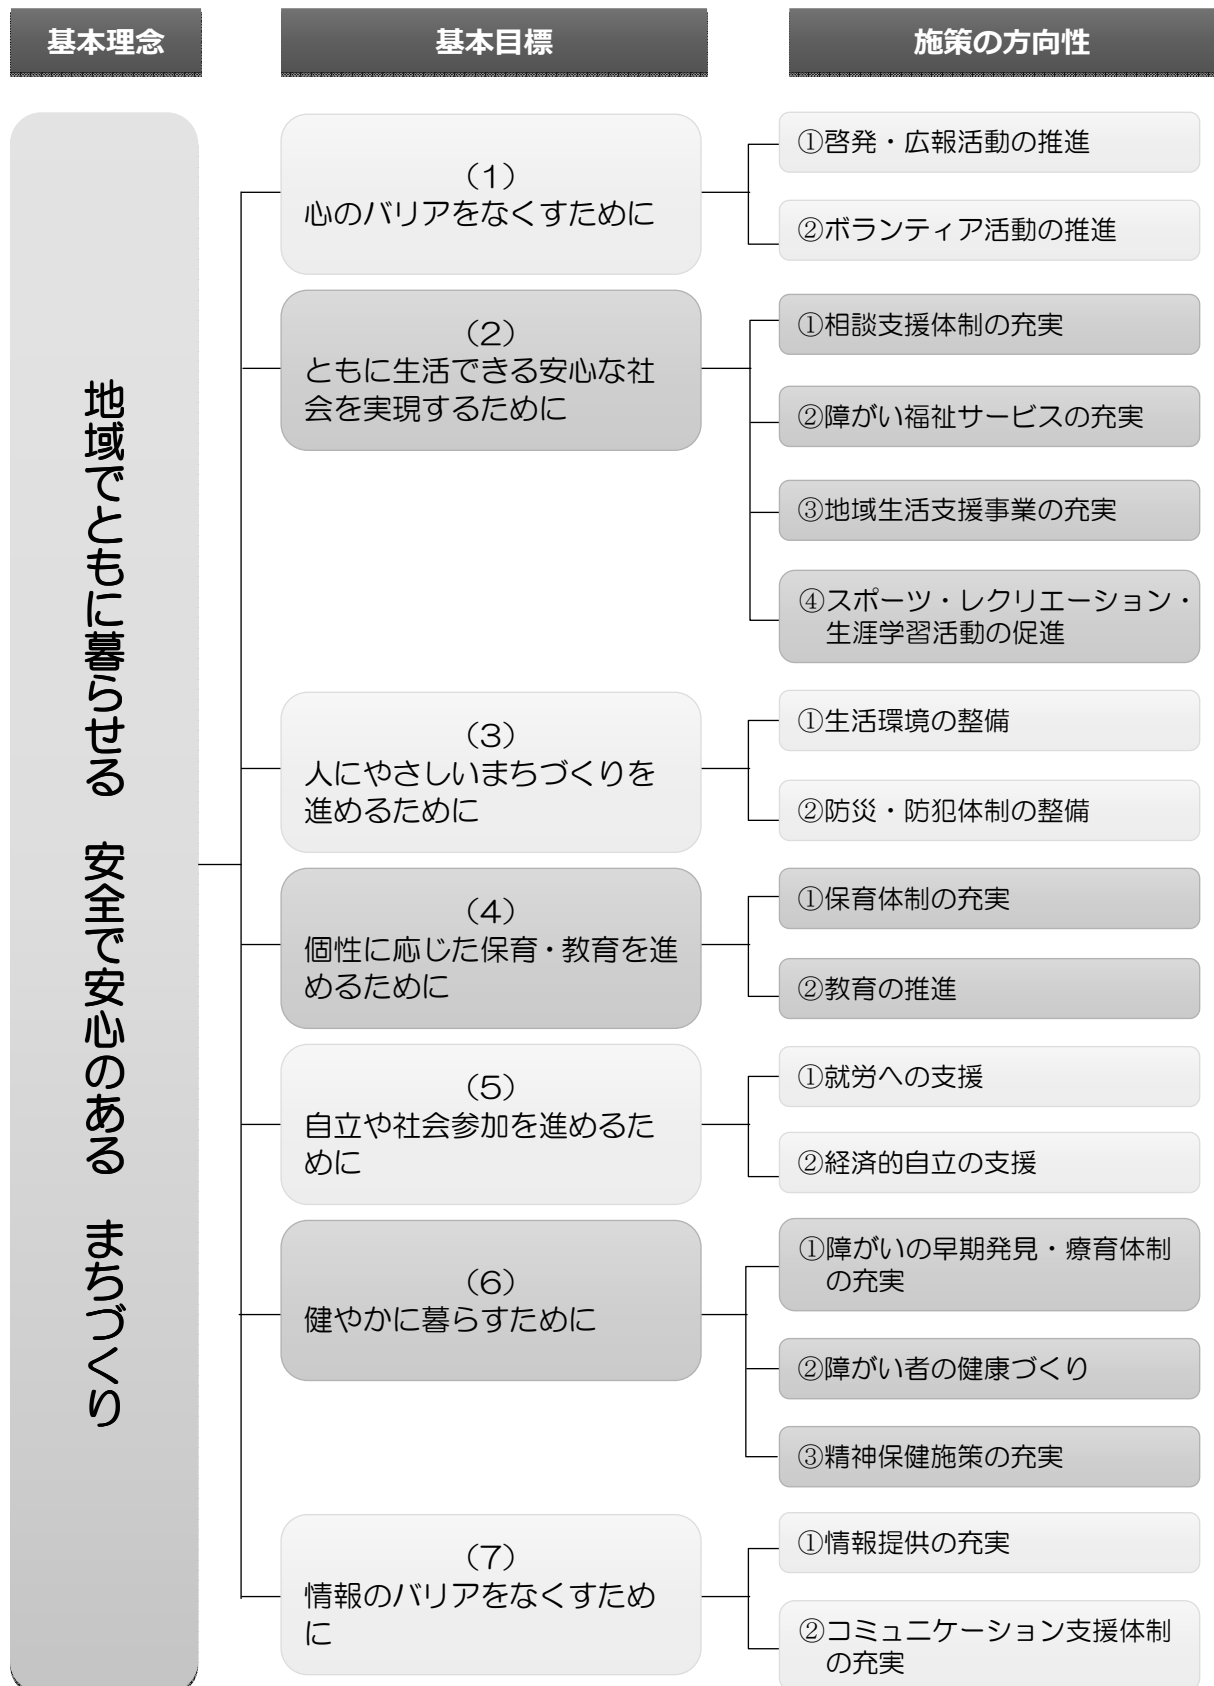 基本理念
基本目標
施策の方向性
地域でともに暮らせる　安全で安心のある　まちづくり
（1）
心のバリアをなくすために
①啓発・広報活動の推進
②ボランティア活動の推進
（2）
ともに生活できる安心な社
会を実現するために
①相談支援体制の充実
②障がい福祉サービスの充実
③地域生活支援事業の充実
④スポーツ・レクリエーション・
生涯学習活動の促進
（3）
人にやさしいまちづくりを
進めるために
①生活環境の整備
②防災・防犯体制の整備
（4）
個性に応じた保育・教育を進
めるために
①保育体制の充実
②教育の推進
（5）
自立や社会参加を進めるた
めに
①就労への支援
②経済的自立の支援
（6）
健やかに暮らすために
①障がいの早期発見・療育体制
の充実
②障がい者の健康づくり
③精神保健施策の充実
（7）
情報のバリアをなくすため
に
①情報提供の充実
②コミュニケーション支援体制
の充実